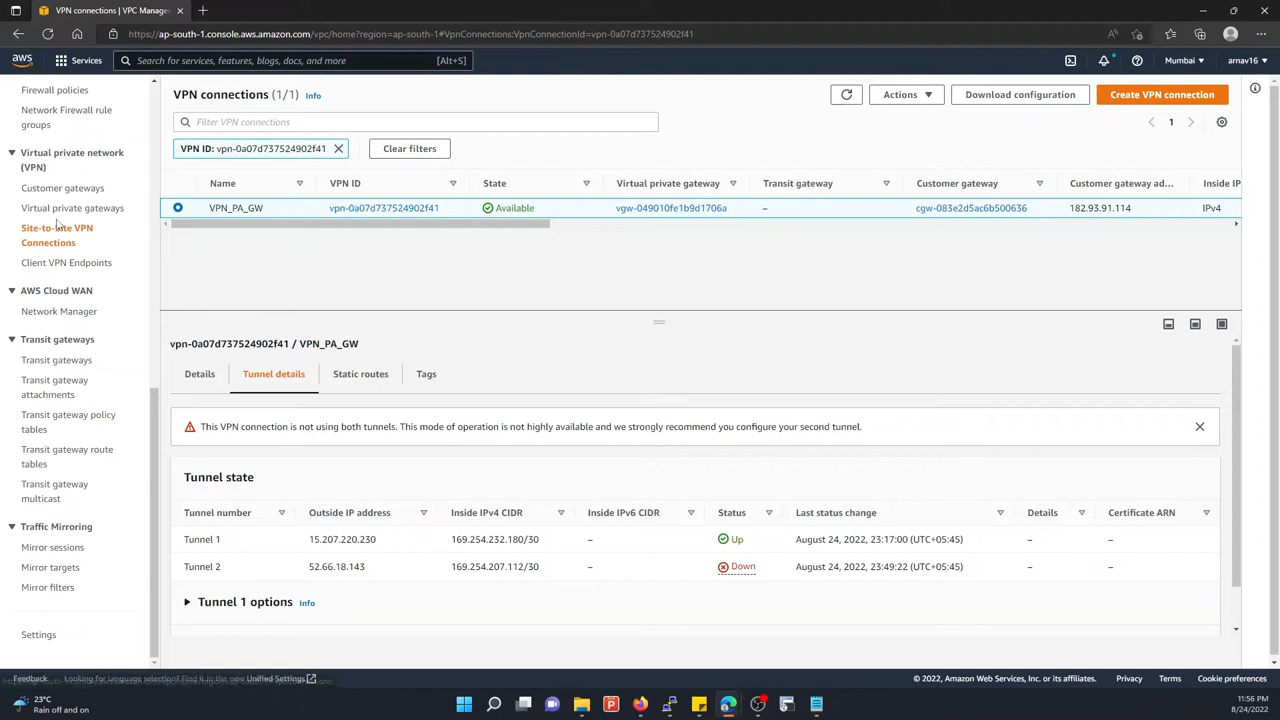 VPN connections | VPC Manager
https://ap-south-1.console.aws.amazon.com/vpc/home?region=ap-south-1#VpnConnections:VpnConnectionId=vpn-0a07d737524902f41
aws
Services
Search for services, features, blogs, docs, and more
[Alt+S]
Mumbai
arnav16
Firewall policies
Network Firewall rule
groups
Virtual private network
(VPN)
Customer gateways
Virtual private gateways
Site-to-Site VPN
Connections
Client VPN Endpoints
AWS Cloud WAN
Network Manager
Transit gateways
Transit gateways
Transit gateway
attachments
Transit gateway policy
tables
Transit gateway route
tables
Transit gateway
multicast
Traffic Mirroring
Mirror sessions
Mirror targets
Mirror filters
Settings
VPN connections (1/1) Info
Actions
Download configuration
Create VPN connection
Filter VPN connections
1
VPN ID: vpn-0a07d737524902f41
Clear filters
Name VPN ID State Virtual private gateway Transit gateway Customer gateway Customer gateway ad... Inside IP
VPN_PA_GW vpn-0a07d737524902f41 Available vgw-049010fe1b9d1706a – cgw-083e2d5ac6b500636 182.93.91.114 IPv4
vpn-0a07d737524902f41 / VPN_PA_GW
Details Tunnel details Static routes Tags
This VPN connection is not using both tunnels. This mode of operation is not highly available and we strongly recommend you configure your second tunnel.
Tunnel state
Tunnel number Outside IP address Inside IPv4 CIDR Inside IPv6 CIDR Status Last status change Details Certificate ARN
Tunnel 1 15.207.220.230 169.254.232.180/30 – Up August 24, 2022, 23:17:00 (UTC+05:45) – –
Tunnel 2 52.66.18.143 169.254.207.112/30 – Down August 24, 2022, 23:49:22 (UTC+05:45) – –
Tunnel 1 options Info
Feedback Looking for language selection? Find it in the new Unified Settings
© 2022, Amazon Web Services, Inc. or its affiliates. Privacy Terms Cookie preferences
23°C
Rain off and on
11:56 PM
8/24/2022